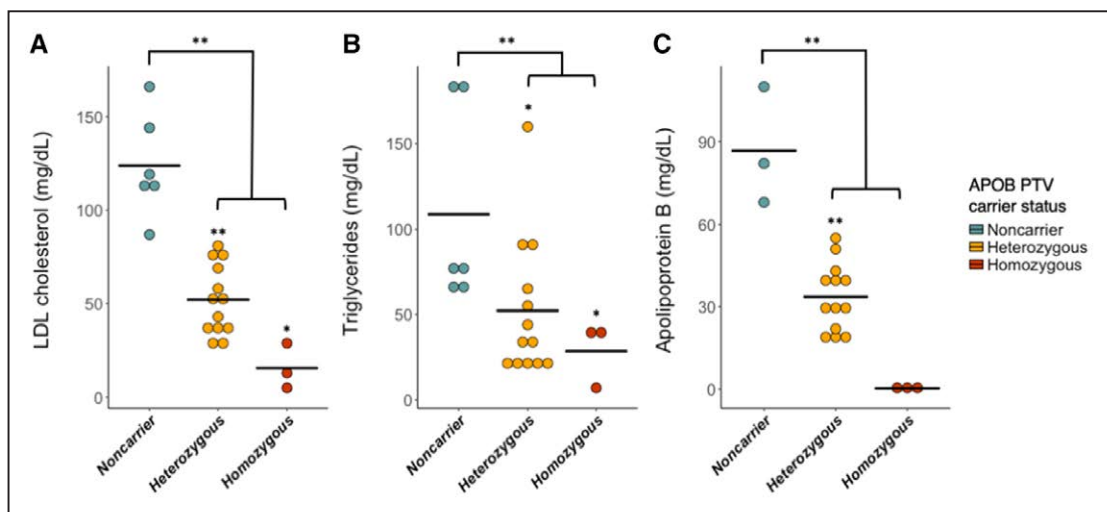 A
**
LDL cholesterol (mg/dL)
150
100
50
0
**
*
Noncarrier
Heterozygous
Homozygous
B
**
Triglycerides (mg/dL)
150
100
50
0
*
*
Noncarrier
Heterozygous
Homozygous
C
**
Apolipoprotein B (mg/dL)
90
60
30
0
**
Noncarrier
Heterozygous
Homozygous
APOB PTV
carrier status
Noncarrier
Heterozygous
Homozygous